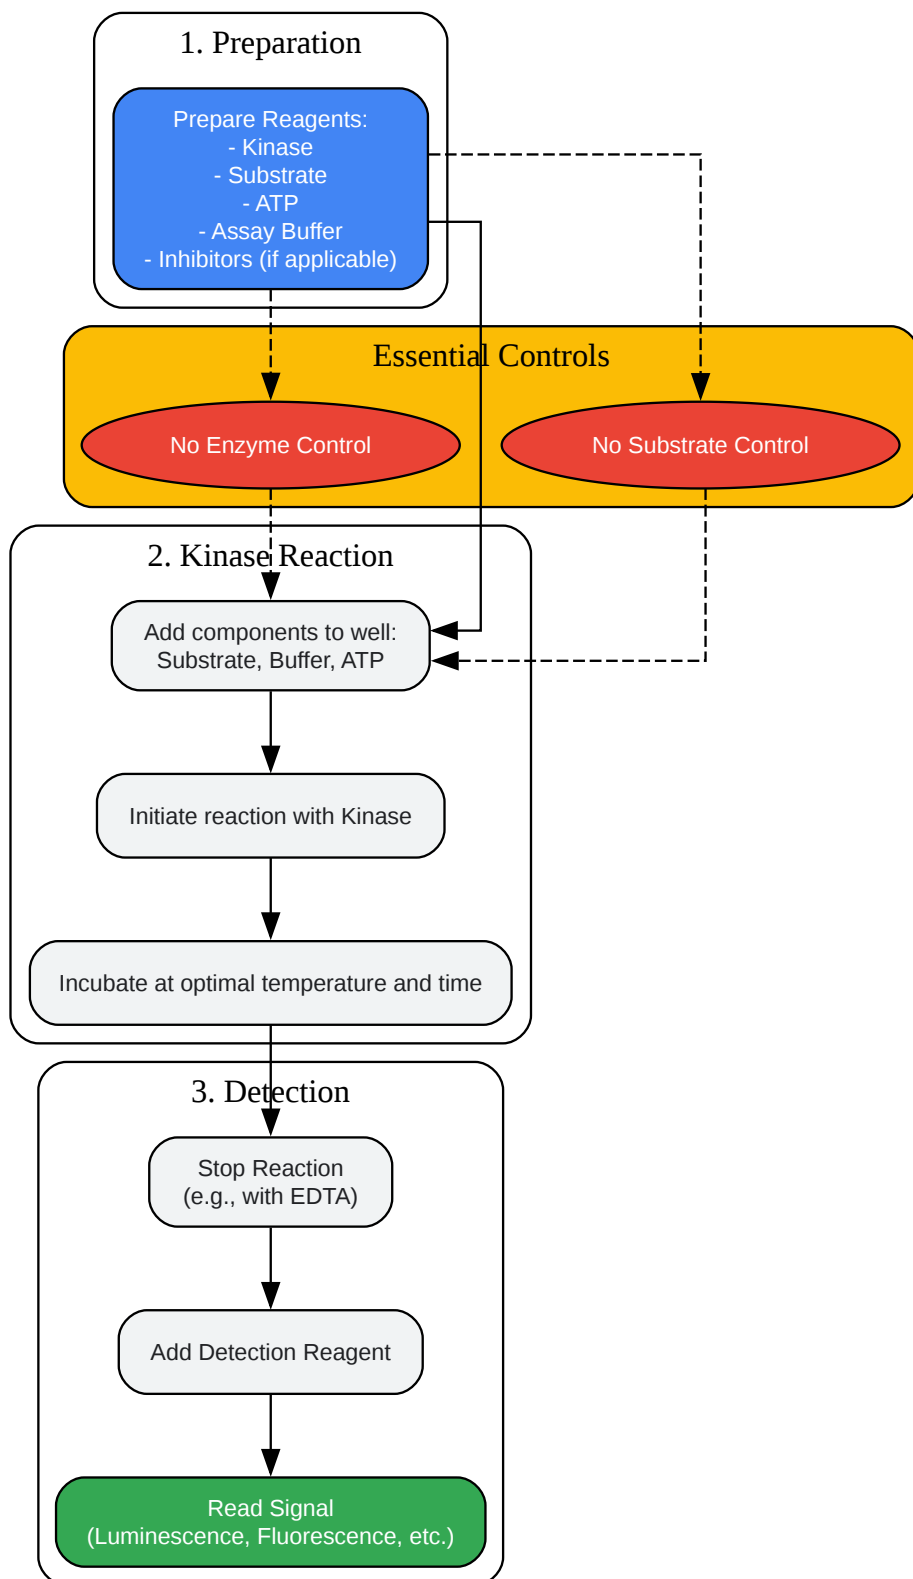 1. Preparation
Prepare Reagents:
- Kinase
- Substrate
- ATP
- Assay Buffer
- Inhibitors (if applicable)
Essential Controls
No Enzyme Control
No Substrate Control
2. Kinase Reaction
Add components to well:
Substrate, Buffer, ATP
Initiate reaction with Kinase
Incubate at optimal temperature and time
3. Detection
Stop Reaction
(e.g., with EDTA)
Add Detection Reagent
Read Signal
(Luminescence, Fluorescence, etc.)